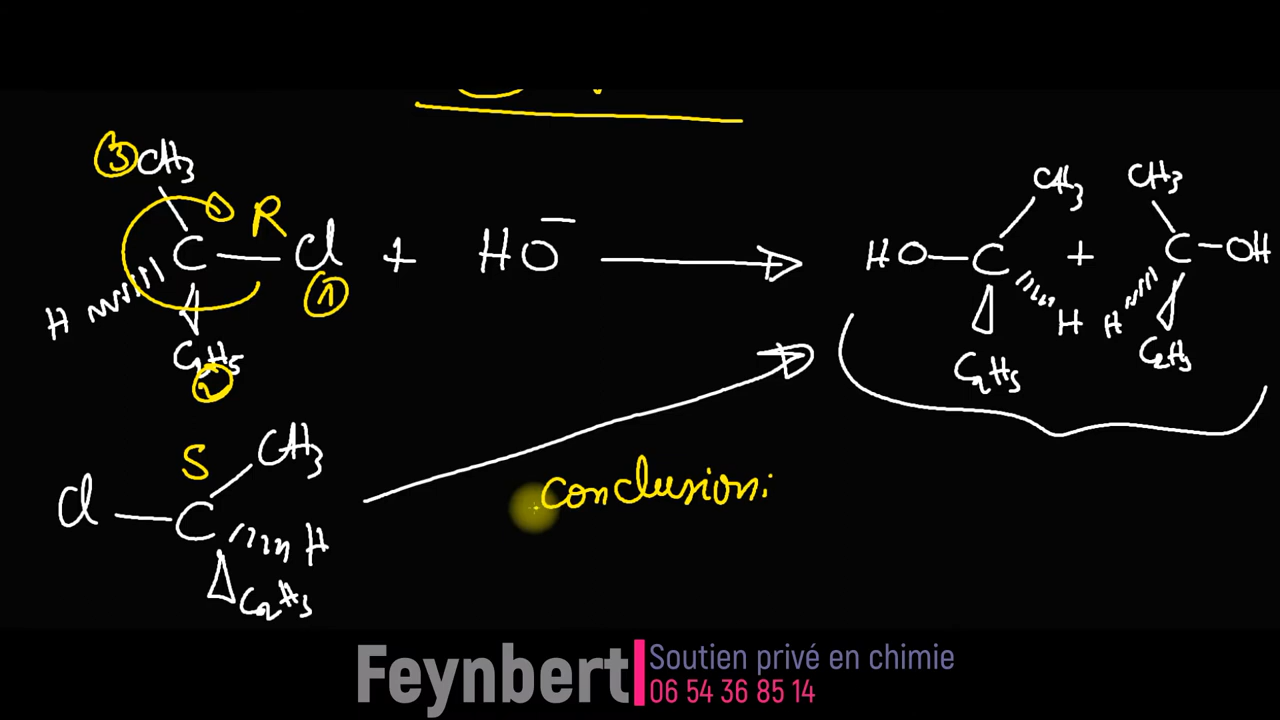 ③ CH3
R
C — Cl + HO⁻
①
H
C2H5
②
HO — C
CH3
H
C2H5
+
CH3
C — OH
H
C2H5
S
CH3
Cl — C
H
C2H5
Conclusion:
Feynbert
Soutien privé en chimie
06 54 36 85 14